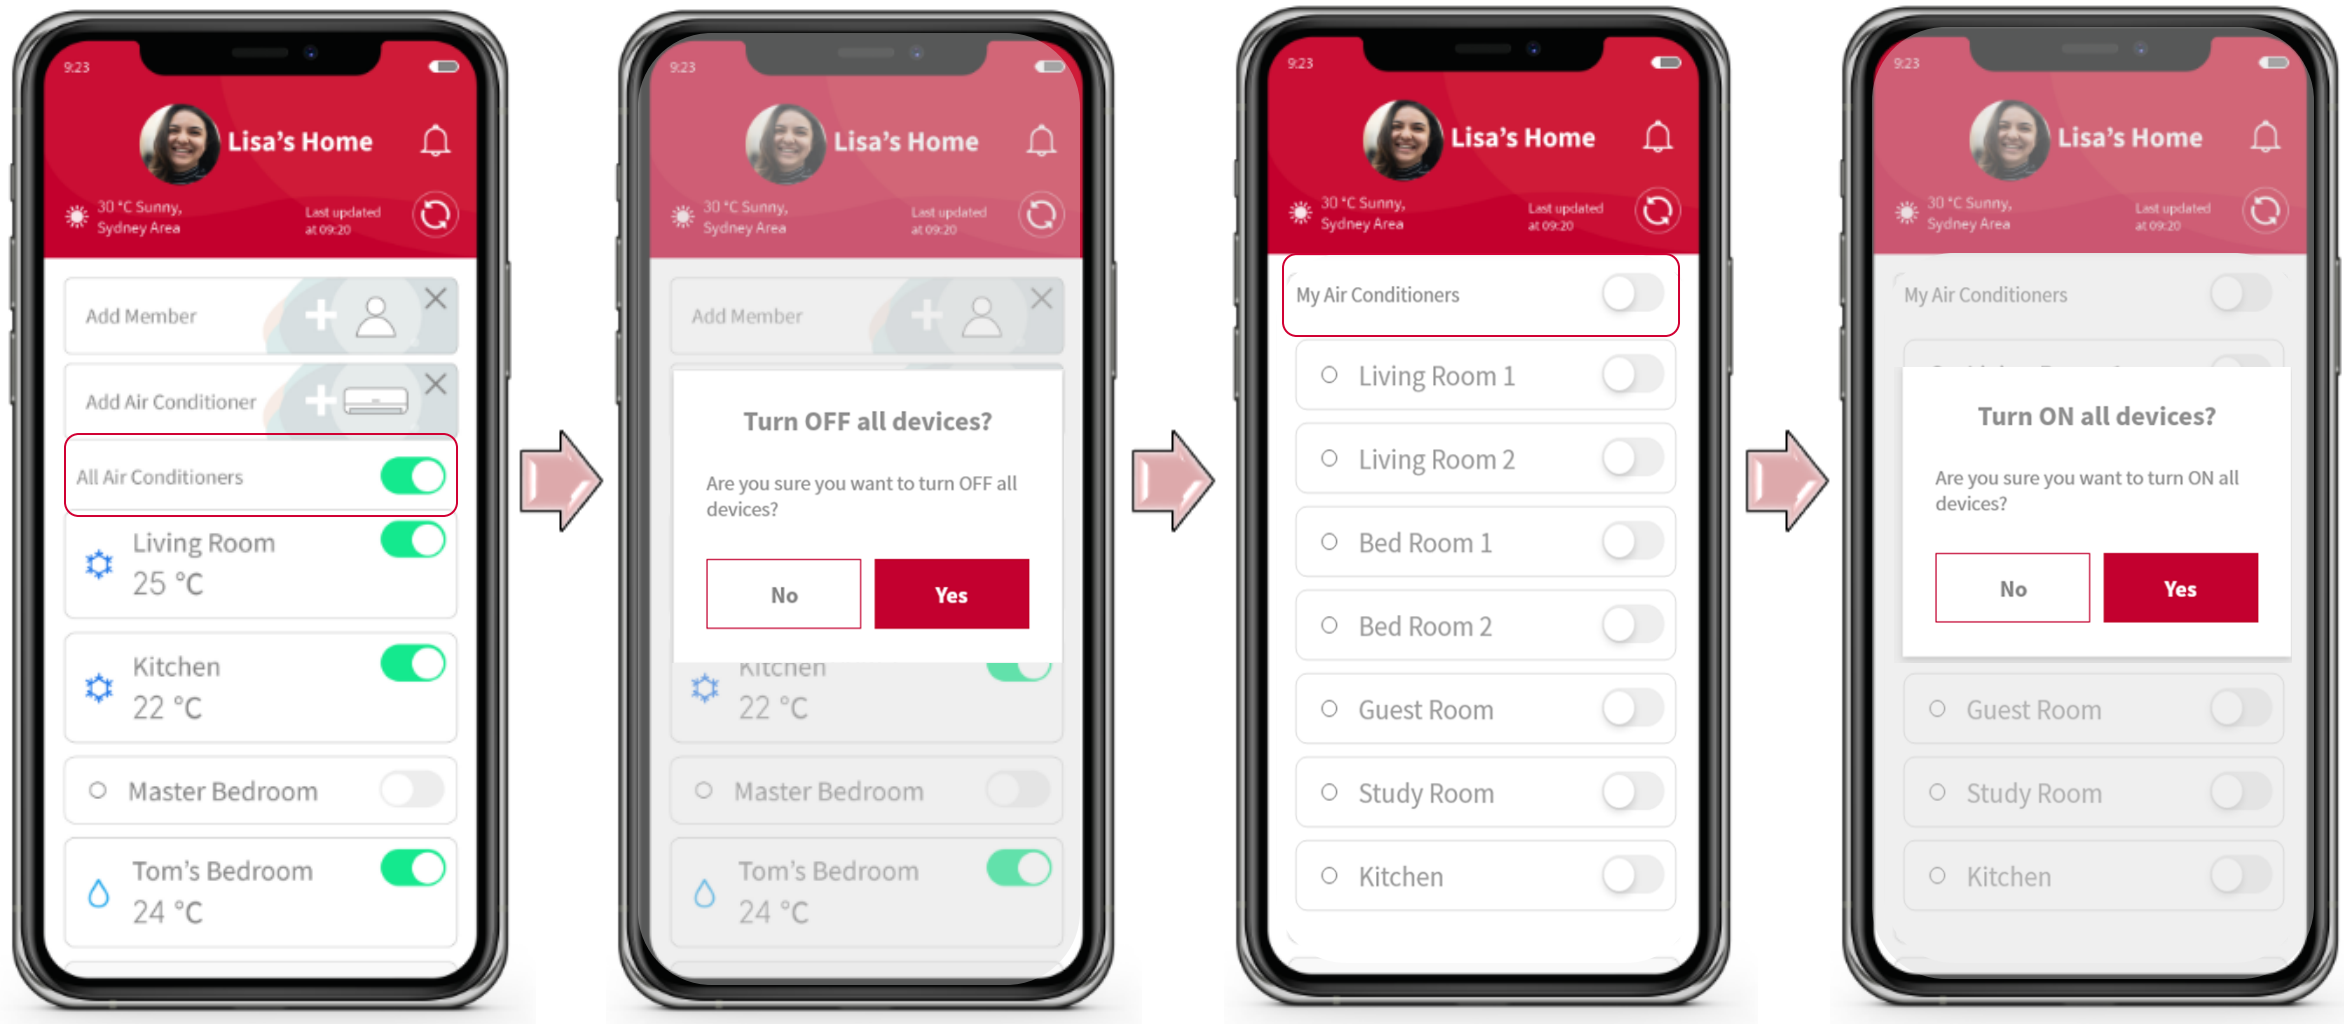 9:23
Lisa’s Home
30 °C Sunny,
Sydney Area
Last updated
at 09:20
Add Member
Add Air Conditioner
All Air Conditioners
Living Room
25 °C
Kitchen
22 °C
Master Bedroom
Tom’s Bedroom
24 °C
9:23
Lisa’s Home
30 °C Sunny,
Sydney Area
Last updated
at 09:20
Add Member
Turn OFF all devices?
Are you sure you want to turn OFF all
devices?
No
Yes
Kitchen
22 °C
Master Bedroom
Tom’s Bedroom
24 °C
9:23
Lisa’s Home
30 °C Sunny,
Sydney Area
Last updated
at 09:20
My Air Conditioners
Living Room 1
Living Room 2
Bed Room 1
Bed Room 2
Guest Room
Study Room
Kitchen
9:23
Lisa’s Home
30 °C Sunny,
Sydney Area
Last updated
at 09:20
My Air Conditioners
Turn ON all devices?
Are you sure you want to turn ON all
devices?
No
Yes
Guest Room
Study Room
Kitchen